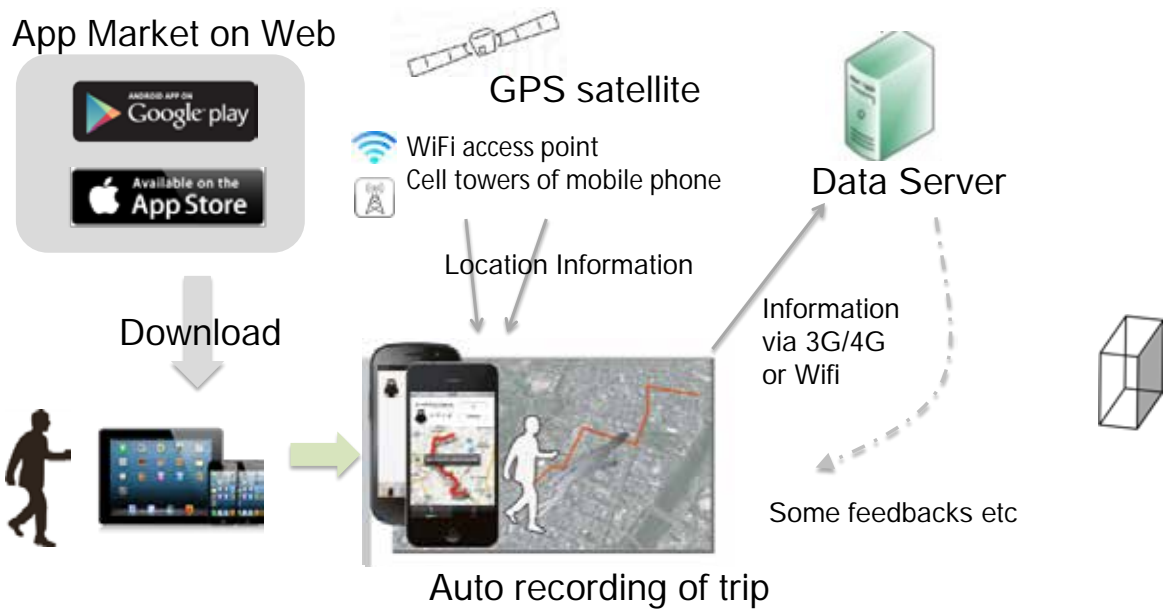 App Market on Web
ANDROID APP ON
Google play
Available on the
App Store
Download
GPS satellite
WiFi access point
Cell towers of mobile phone
Location Information
Data Server
Information
via 3G/4G
or Wifi
Some feedbacks etc
Auto recording of trip